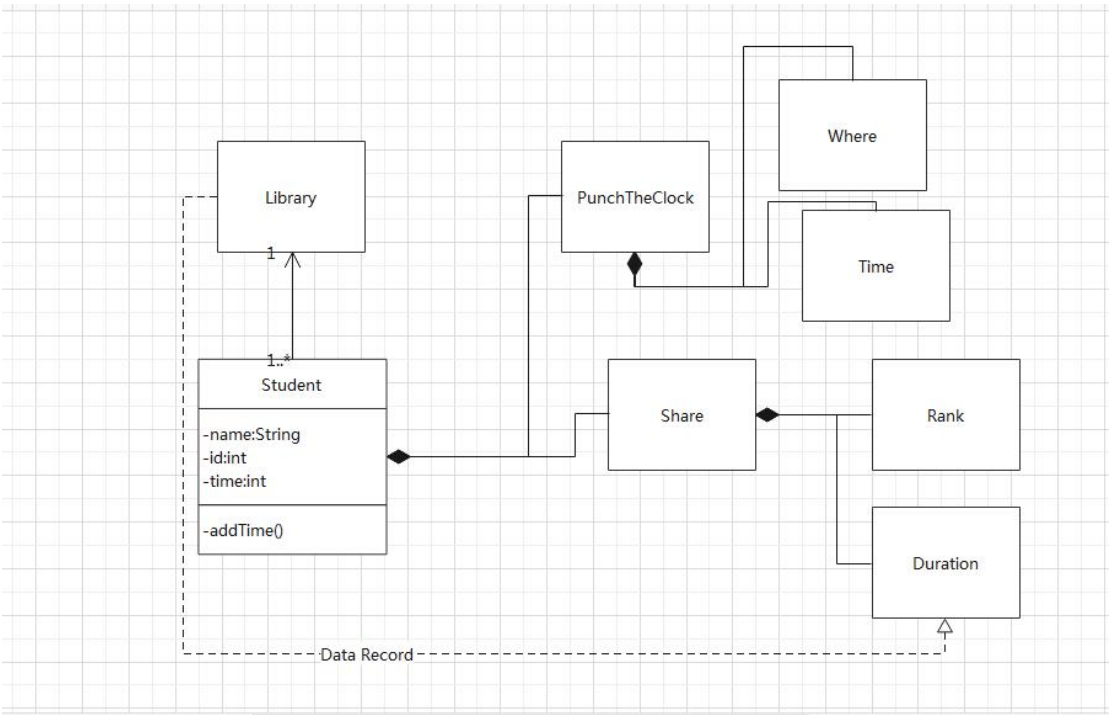 Where
Library
PunchTheClock
1
Time
1..*
Student
Share
Rank
-name:String
-id:int
-time:int
-addTime()
Duration
Data Record